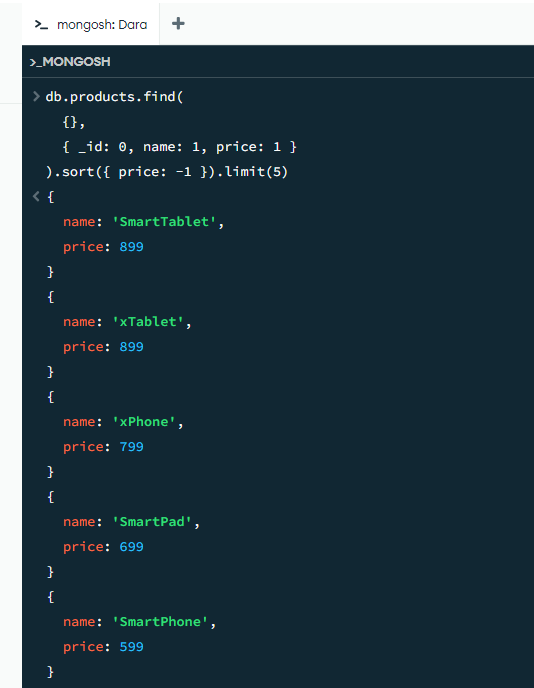 >_ mongosh: Dara +
>_MONGOSH
> db.products.find(
{},
{ _id: 0, name: 1, price: 1 }
).sort({ price: -1 }).limit(5)
< {
name: 'SmartTablet',
price: 899
}
{
name: 'xTablet',
price: 899
}
{
name: 'xPhone',
price: 799
}
{
name: 'SmartPad',
price: 699
}
{
name: 'SmartPhone',
price: 599
}